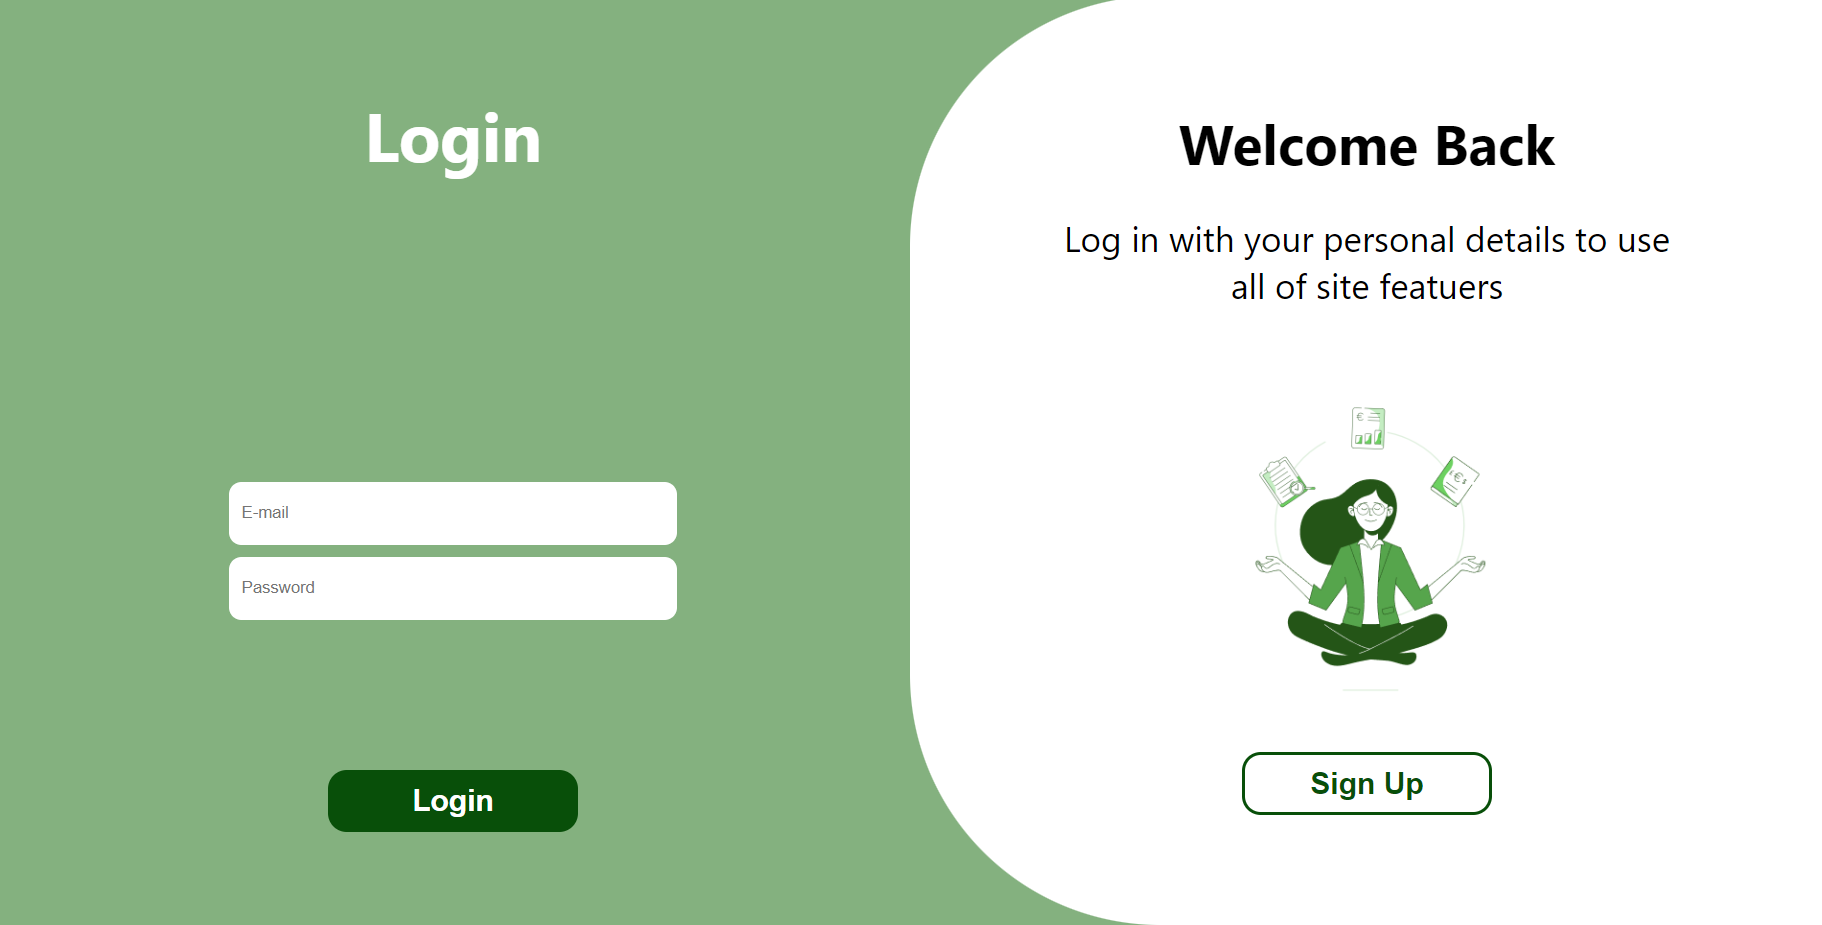 Login
E-mail
Password
Login
Welcome Back
Log in with your personal details to use
all of site featuers
Sign Up